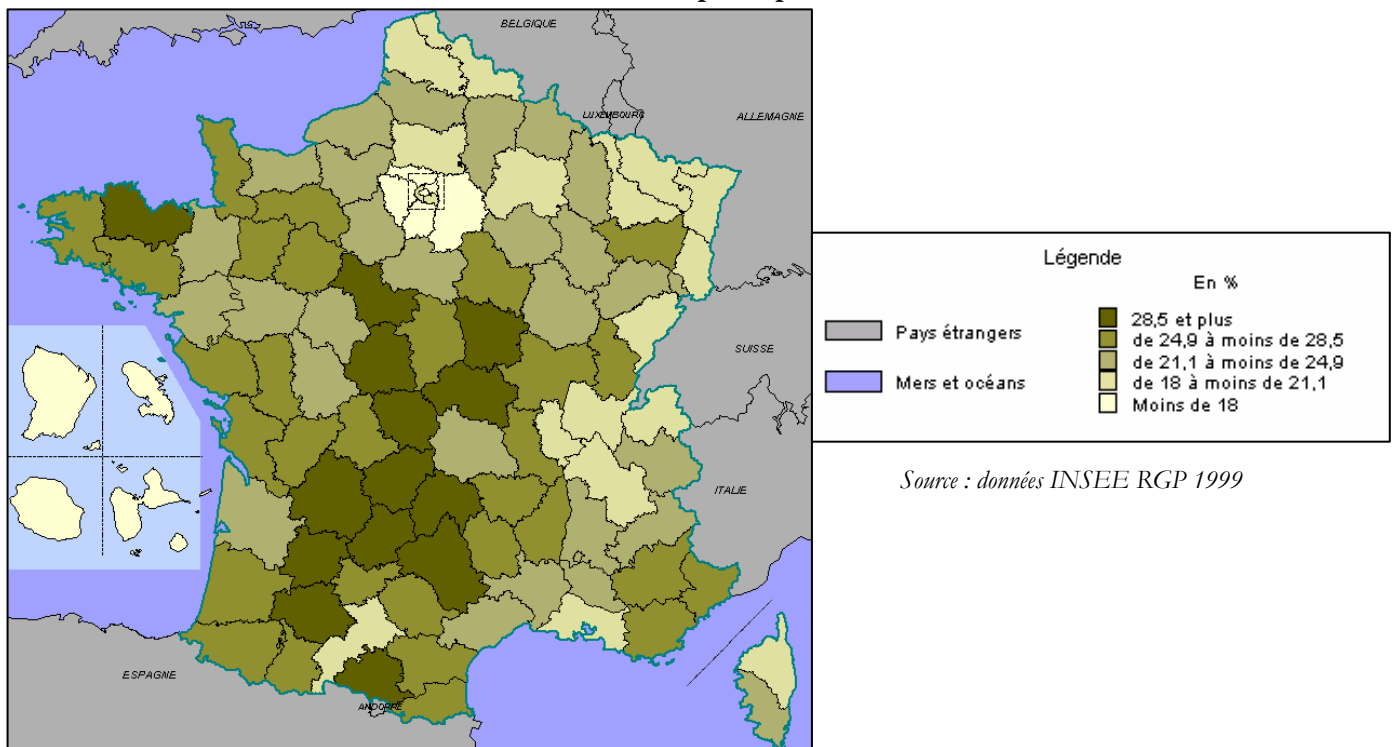 BELGIQUE
LUXEMBOURG
ALLEMAGNE
SUISSE
ITALIE
ESPAGNE
ANDORRE
Légende
En %
Pays étrangers
Mers et océans
28,5 et plus
de 24,9 à moins de 28,5
de 21,1 à moins de 24,9
de 18 à moins de 21,1
Moins de 18
Source : données INSEE RGP 1999